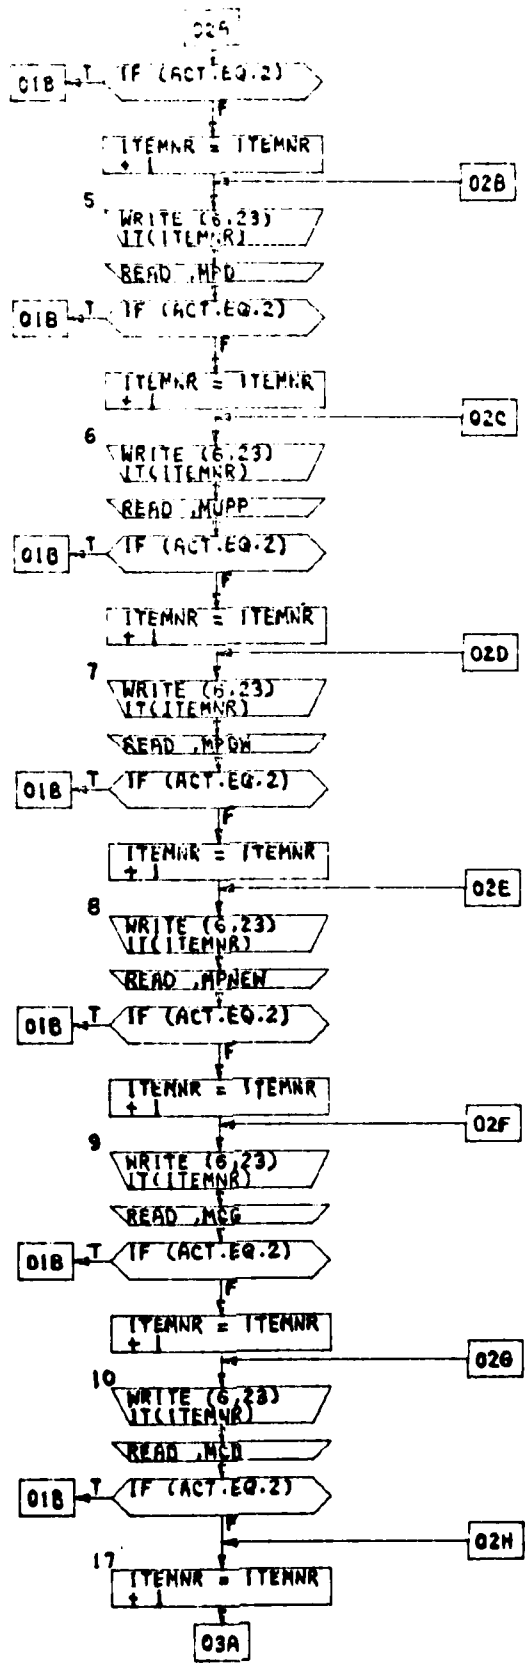 02A
01B T IF (ACT.EQ.2)
F
ITEMNR = ITEMNR
+ 1
02B
5
WRITE (6,23)
IT(ITEMNR)
READ ,MPD
01B T IF (ACT.EQ.2)
F
ITEMNR = ITEMNR
+ 1
02C
6
WRITE (6,23)
IT(ITEMNR)
READ ,MUPP
01B T IF (ACT.EQ.2)
F
ITEMNR = ITEMNR
+ 1
02D
7
WRITE (6,23)
IT(ITEMNR)
READ
01B T IF (ACT.EQ.2)
F
ITEMNR = ITEMNR
+ 1
02E
8
WRITE (6,23)
IT(ITEMNR)
READ ,MPNEW
01B T IF (ACT.EQ.2)
F
ITEMNR = ITEMNR
+ 1
02F
9
WRITE (6,23)
IT(ITEMNR)
READ ,MCG
01B T IF (ACT.EQ.2)
F
ITEMNR = ITEMNR
+ 1
02G
10
WRITE (6,23)
IT(ITEMNR)
READ ,MCD
01B T IF (ACT.EQ.2)
F
02H
17
ITEMNR = ITEMNR
+ 1
03A